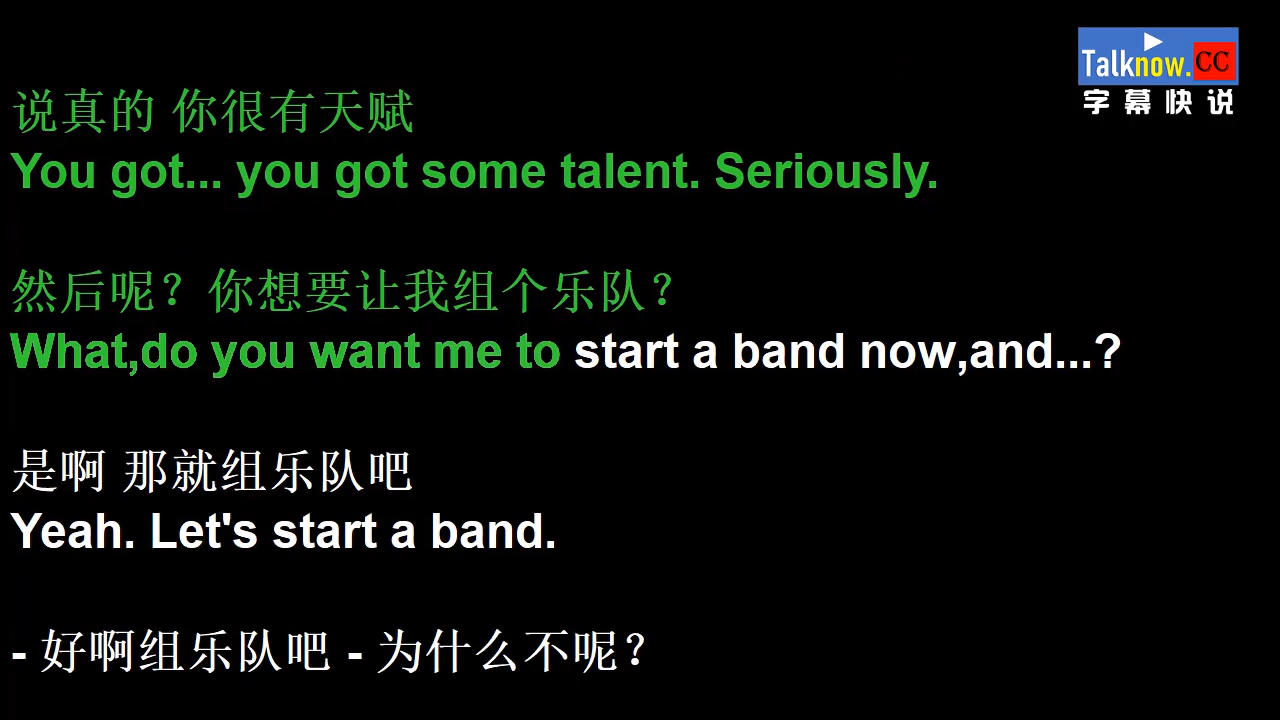 Talknow.CC
字幕快说
说真的 你很有天赋
You got... you got some talent. Seriously.
然后呢？你想要让我组个乐队？
What,do you want me to start a band now,and...?
是啊 那就组乐队吧
Yeah. Let's start a band.
- 好啊组乐队吧 - 为什么不呢？